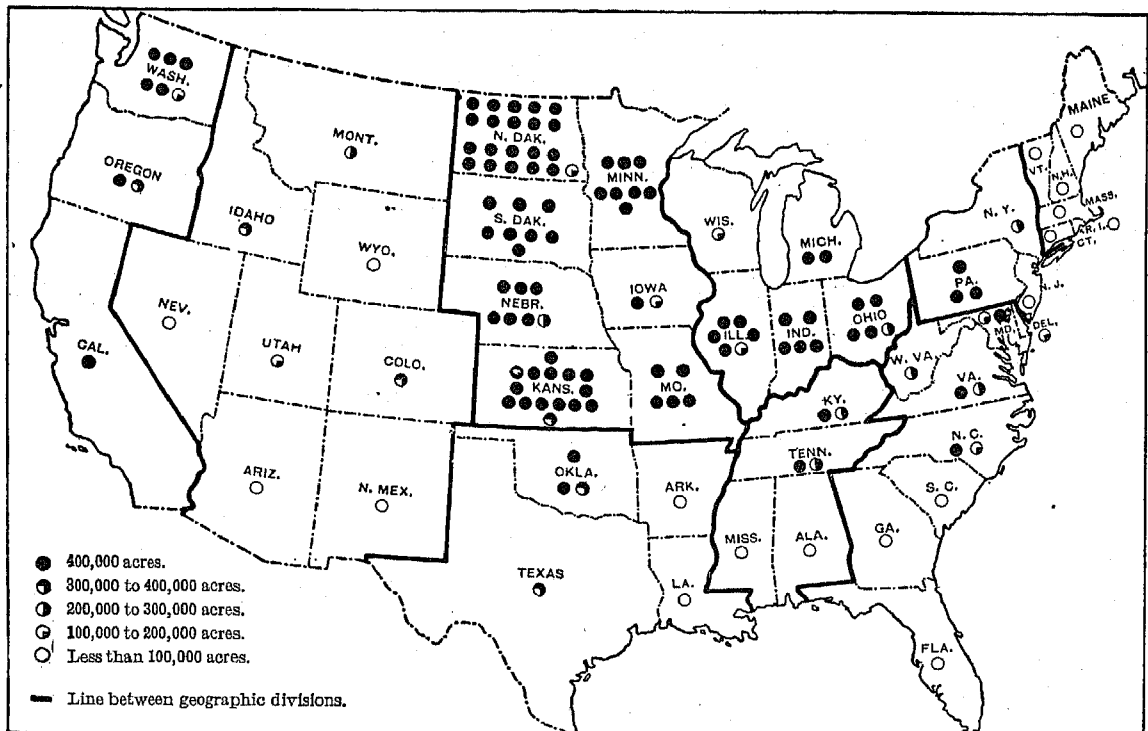 WASH.
MONT.
N. DAK.
MINN.
MAINE
OREGON
VT.
N.H.
IDAHO
S. DAK.
WIS.
MICH.
N. Y.
MASS.
R. I.
CT.
WYO.
NEBR.
IOWA
PA.
N. J.
NEV.
UTAH
COLO.
ILL.
IND.
OHIO
MD.
DEL.
CAL.
KANS.
MO.
W. VA.
VA.
KY.
N. C.
TENN.
ARIZ.
N. MEX.
OKLA.
ARK.
S. C.
MISS.
ALA.
GA.
TEXAS
LA.
FLA.
400,000 acres.
300,000 to 400,000 acres.
200,000 to 300,000 acres.
100,000 to 200,000 acres.
Less than 100,000 acres.
Line between geographic divisions.